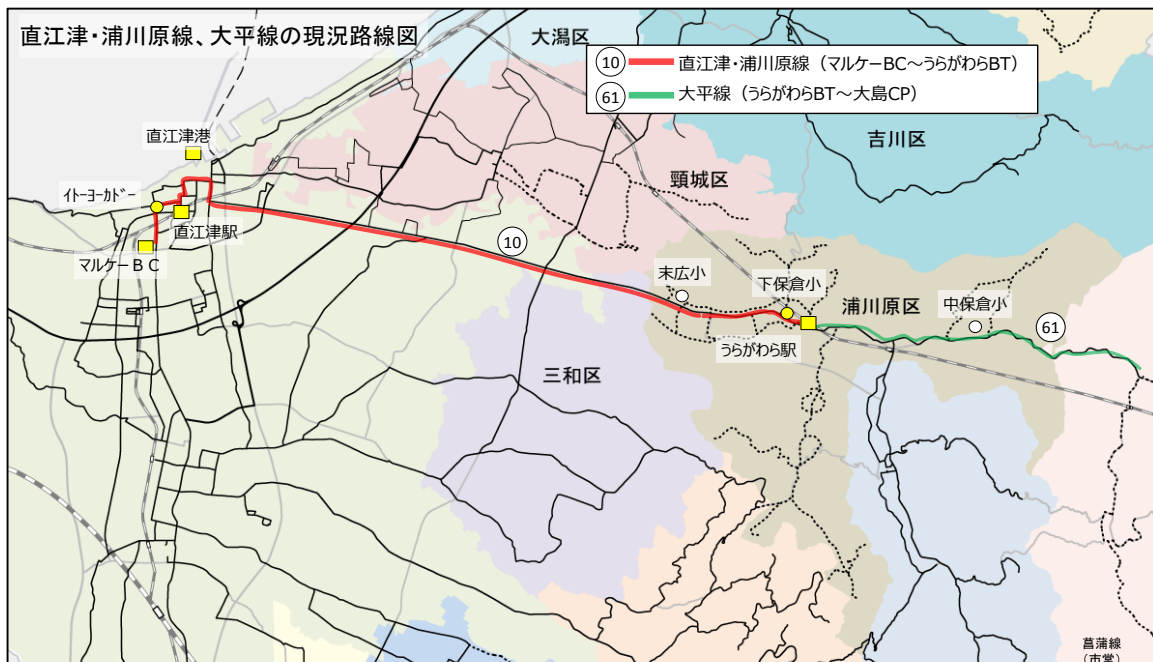 直江津・浦川原線、大平線の現況路線図
大潟区
⑩ 直江津・浦川原線（マルケーBC～うらがわらBT）
61 大平線（うらがわらBT～大島CP）
吉川区
直江津港
頸城区
ｲﾄｰﾖｰｶﾄﾞｰ
直江津駅
10
マルケーＢＣ
末広小
下保倉小
浦川原区
中保倉小
61
うらがわら駅
三和区
菖蒲線
（市営）